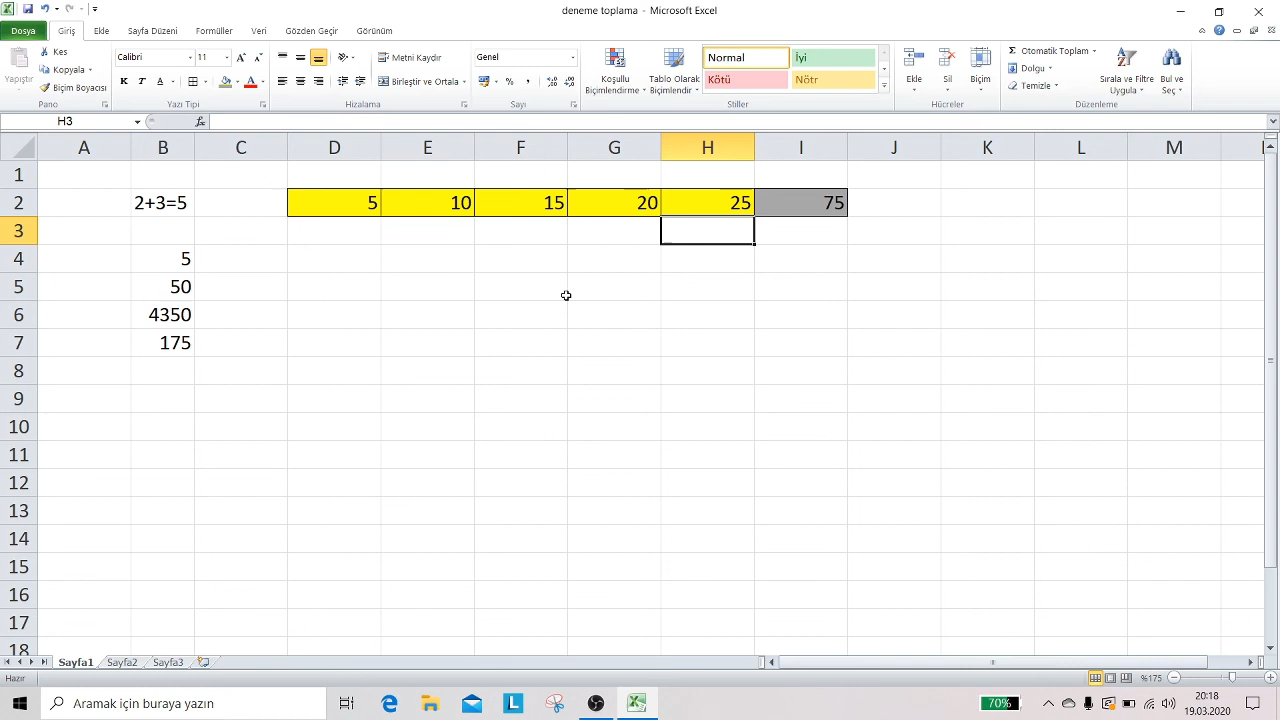 deneme toplama - Microsoft Excel
Dosya Giriş Ekle Sayfa Düzeni Formüller Gözden Geçir Veri Görünüm
Yapıştır
Kes
Kopyala
Biçim Boyacısı
Pano
Calibri 11
K T A
Yazı Tipi
Metni Kaydır
Birleştir ve Ortala
Hizalama
Genel
%
Sayı
Koşullu Biçimlendirme
Tablo Olarak Biçimlendir
Normal İyi
Kötü Nötr
Stiller
Ekle Sil Biçim
Hücreler
Σ Otomatik Toplam
Dolgu
Temizle
Sırala ve Filtre Uygula
Bul ve Seç
Düzenleme
H3 fx
A B C D E F G H I J K L M
1
2 2+3=5 5 10 15 20 25 75
3
4 5
5 50
6 4350
7 175
8
9
10
11
12
13
14
15
16
17
18
Sayfa1 Sayfa2 Sayfa3
Hazır %175
Aramak için buraya yazın
L
70%
20:18
19.03.2020